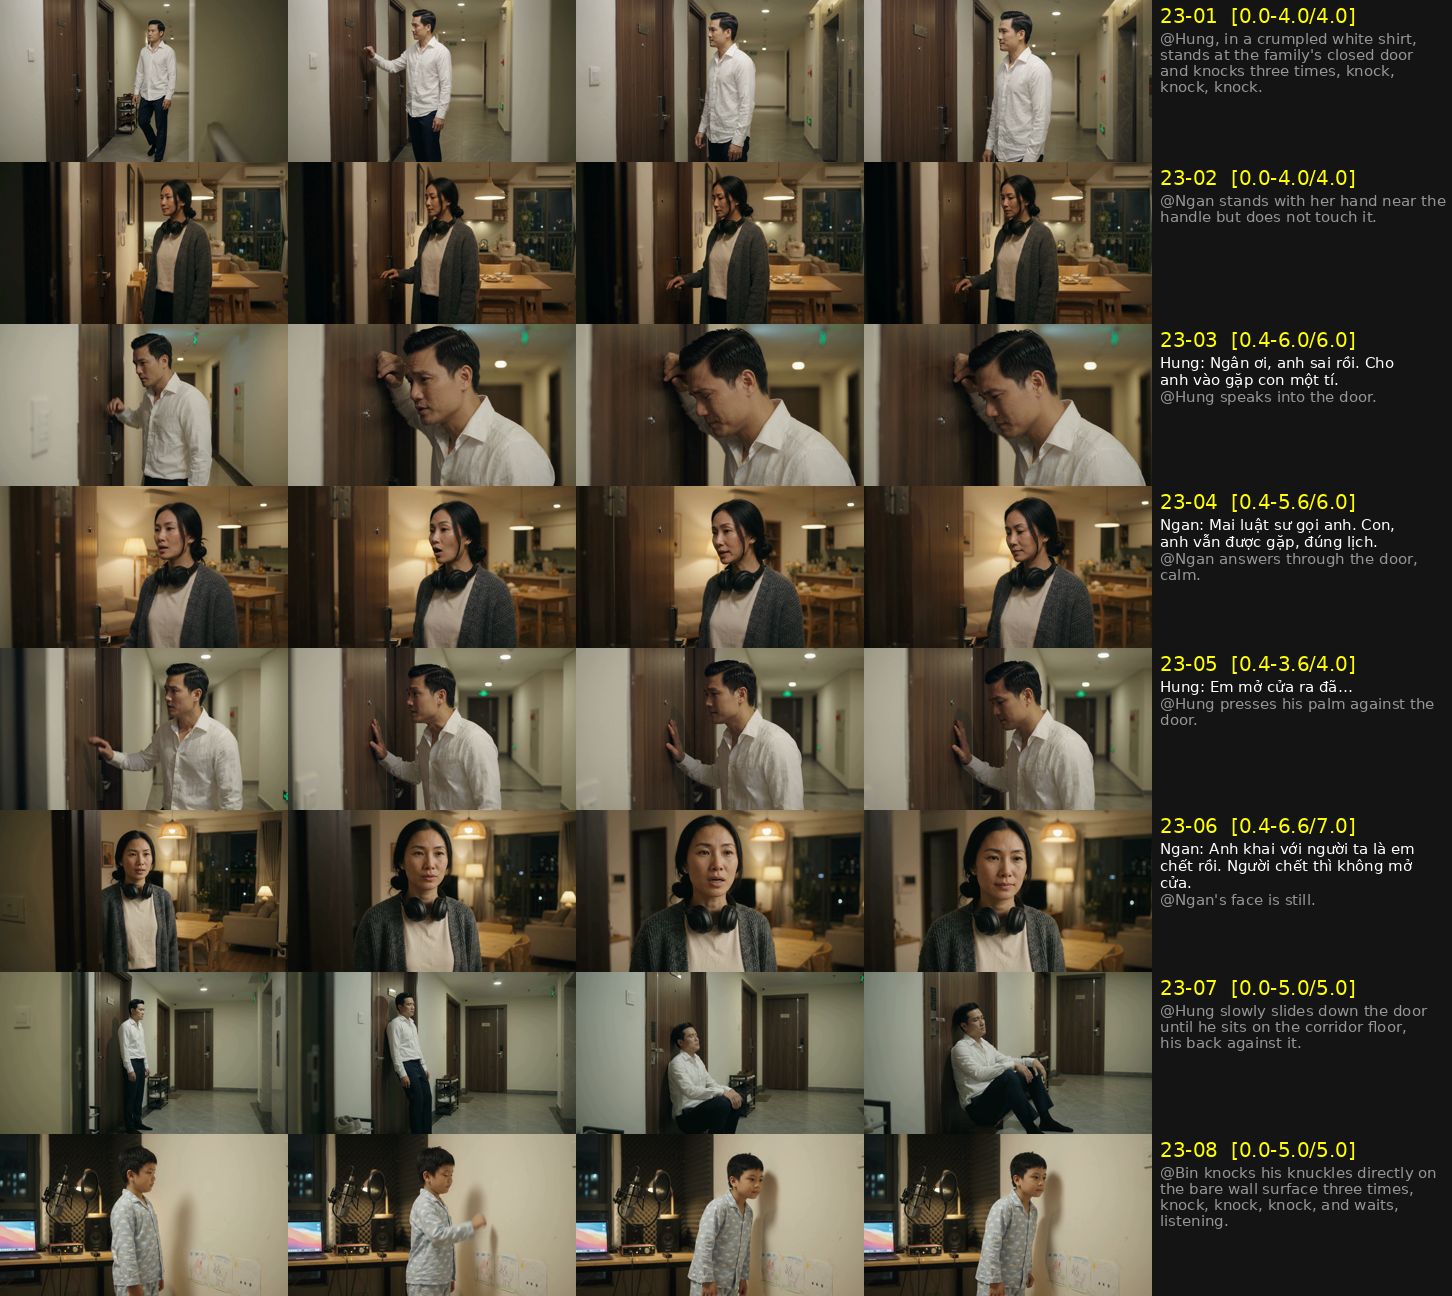 23-01 [0.0-4.0/4.0]
@Hung, in a crumpled white shirt,
stands at the family's closed door
and knocks three times, knock,
knock, knock.
23-02 [0.0-4.0/4.0]
@Ngan stands with her hand near the
handle but does not touch it.
23-03 [0.4-6.0/6.0]
Hung: Ngân ơi, anh sai rồi. Cho
anh vào gặp con một tí.
@Hung speaks into the door.
23-04 [0.4-5.6/6.0]
Ngan: Mai luật sư gọi anh. Con,
anh vẫn được gặp, đúng lịch.
@Ngan answers through the door,
calm.
23-05 [0.4-3.6/4.0]
Hung: Em mở cửa ra đã...
@Hung presses his palm against the
door.
23-06 [0.4-6.6/7.0]
Ngan: Anh khai với người ta là em
chết rồi. Người chết thì không mở
cửa.
@Ngan's face is still.
23-07 [0.0-5.0/5.0]
@Hung slowly slides down the door
until he sits on the corridor floor,
his back against it.
23-08 [0.0-5.0/5.0]
@Bin knocks his knuckles directly on
the bare wall surface three times,
knock, knock, knock, and waits,
listening.